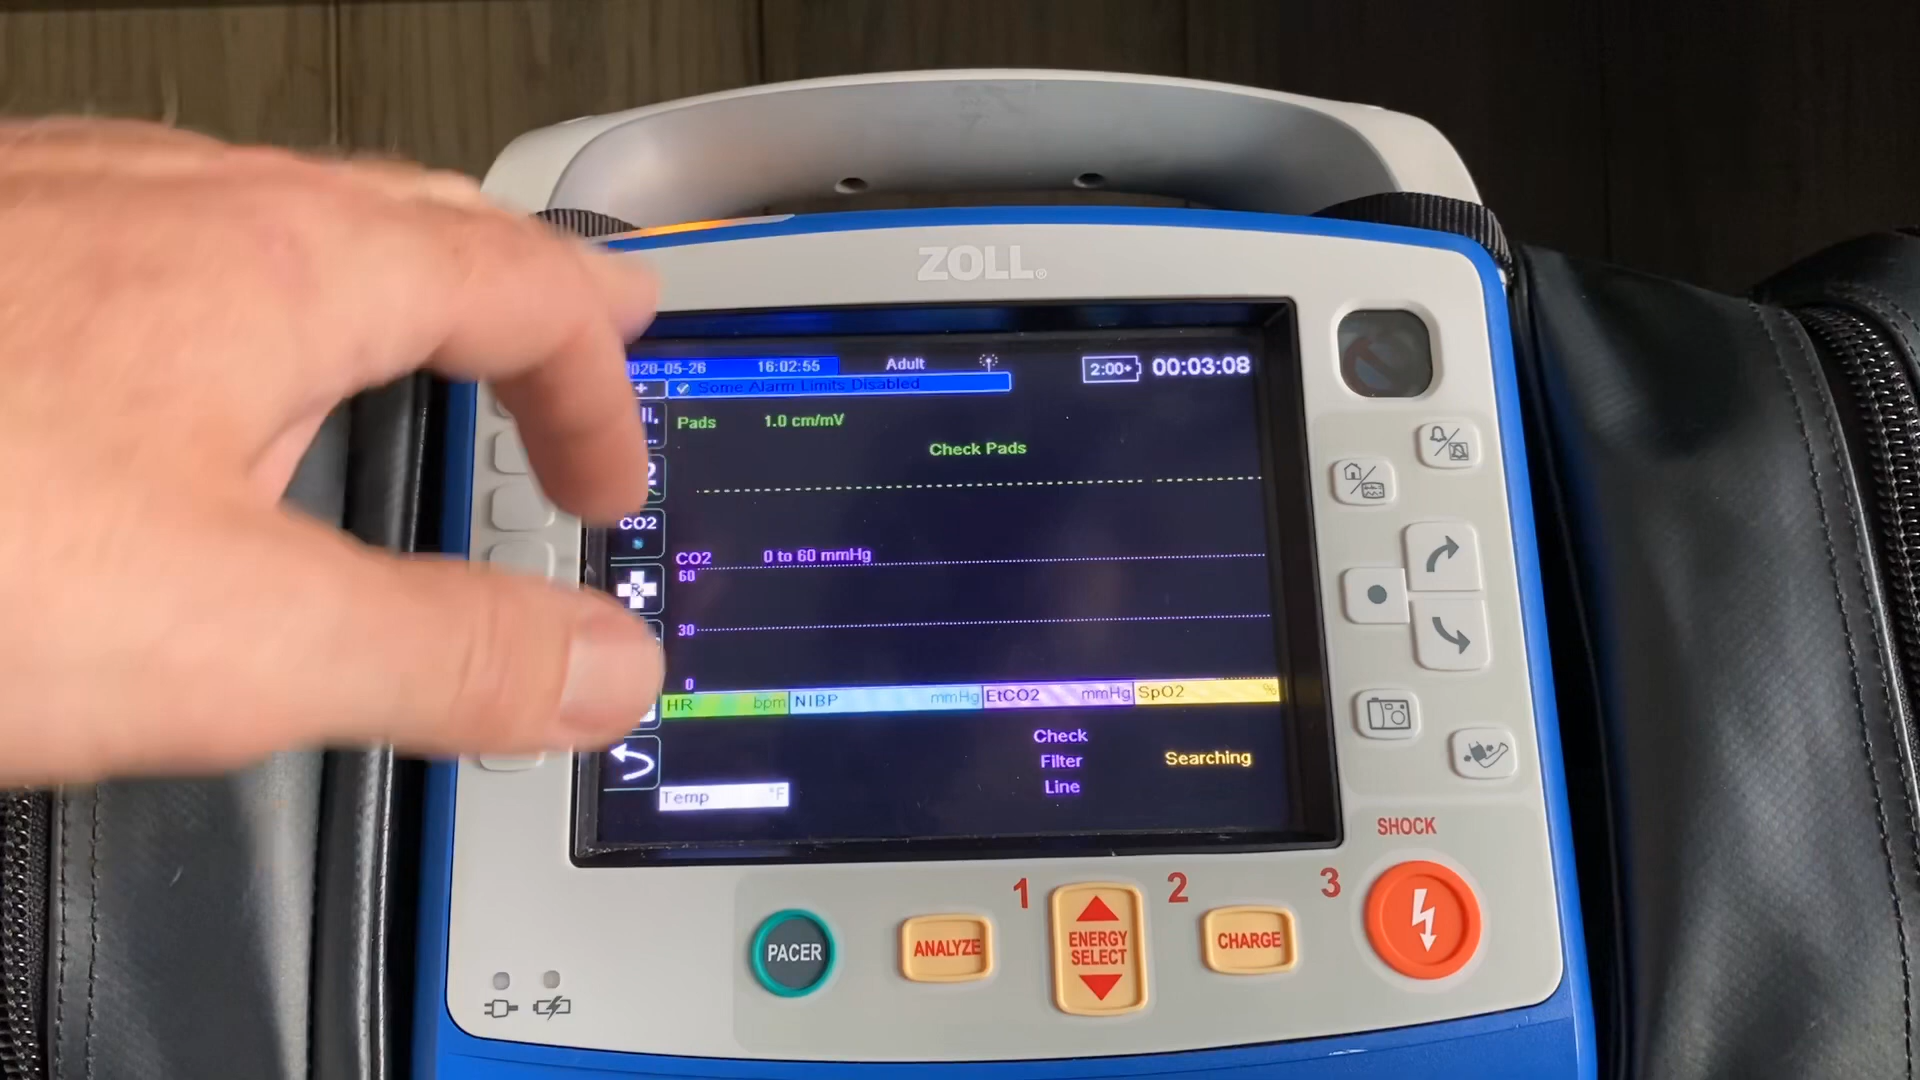 ZOLL®
020-05-26 16:02:55 Adult 2:00+ 00:03:08
Some Alarm Limits Disabled
Pads 1.0 cm/mV
Check Pads
CO2
CO2 0 to 60 mmHg
60
Rx
30
0
HR bpm NIBP mmHg EtCO2 mmHg SpO2 %
Check
Filter
Line
Searching
Temp °F
SHOCK
1 2 3
PACER
ANALYZE
ENERGY
SELECT
CHARGE